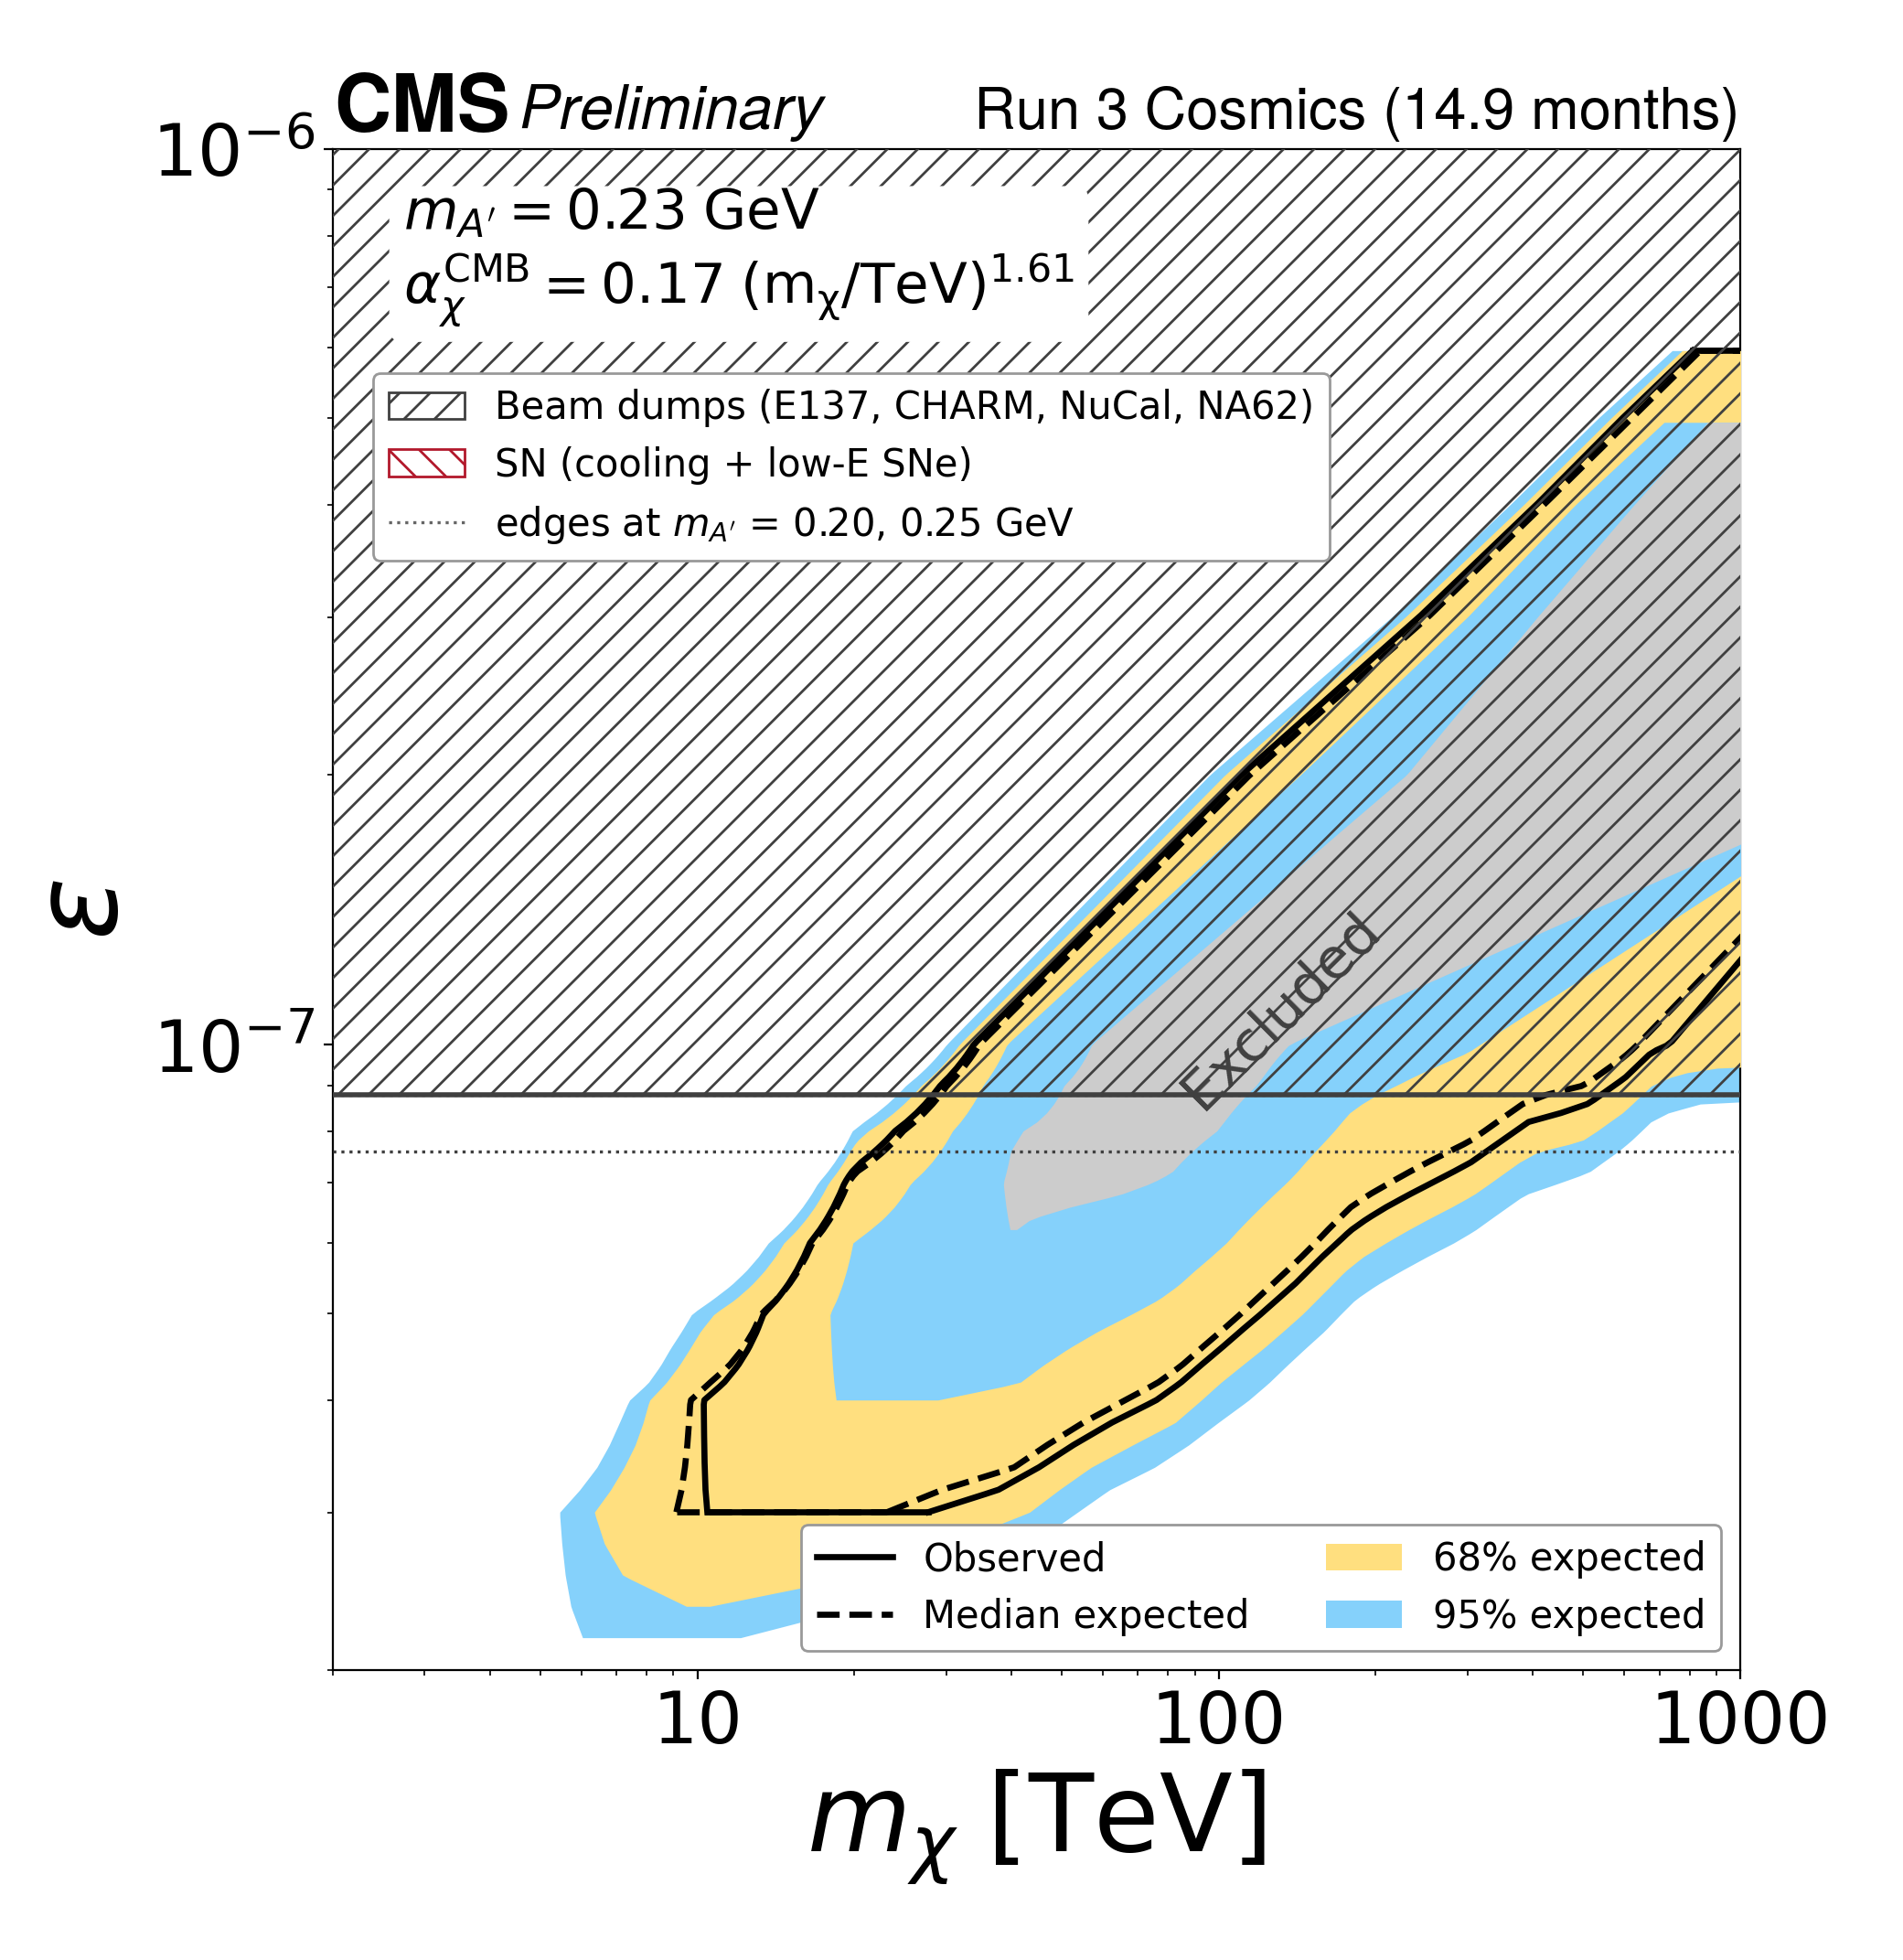 CMS Preliminary Run 3 Cosmics (14.9 months)
10⁻⁶
m_A′ = 0.23 GeV
α_χ^CMB = 0.17 (m_χ/TeV)^1.61
Beam dumps (E137, CHARM, NuCal, NA62)
SN (cooling + low-E SNe)
edges at m_A′ = 0.20, 0.25 GeV
ε
Excluded
10⁻⁷
Observed
Median expected
68% expected
95% expected
10 100 1000
m_χ [TeV]